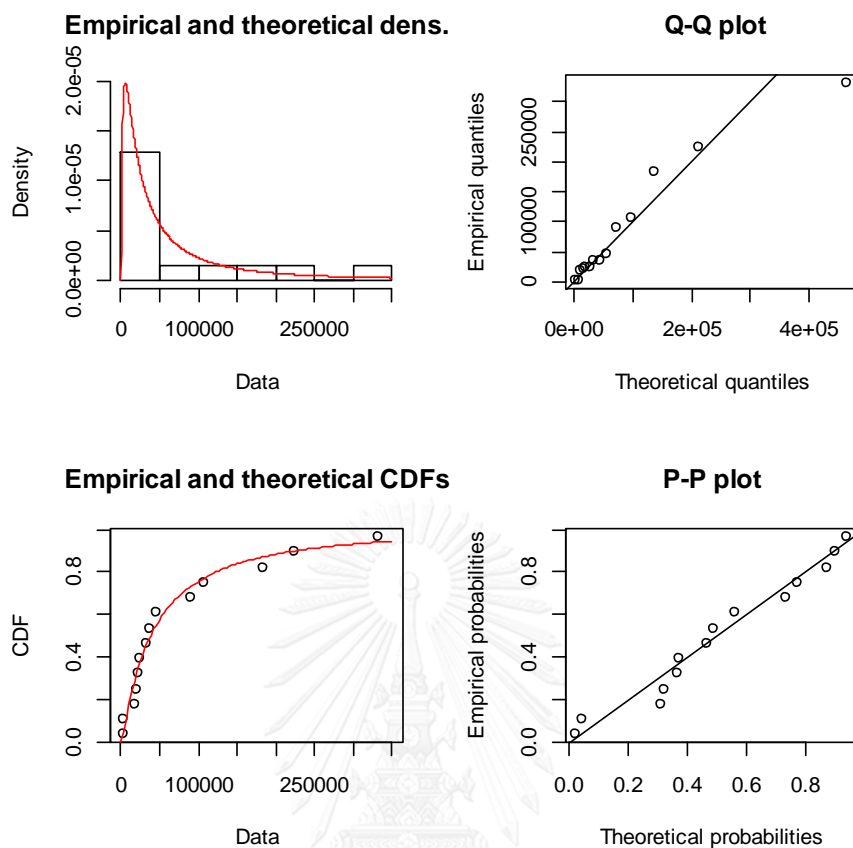 Empirical and theoretical dens.
Density
0.0e+00 1.0e-05 2.0e-05
0 100000 250000
Data
Q-Q plot
Empirical quantiles
0 100000 250000
0e+00 2e+05 4e+05
Theoretical quantiles
Empirical and theoretical CDFs
CDF
0.0 0.4 0.8
0 100000 250000
Data
P-P plot
Empirical probabilities
0.0 0.4 0.8
0.0 0.2 0.4 0.6 0.8
Theoretical probabilities